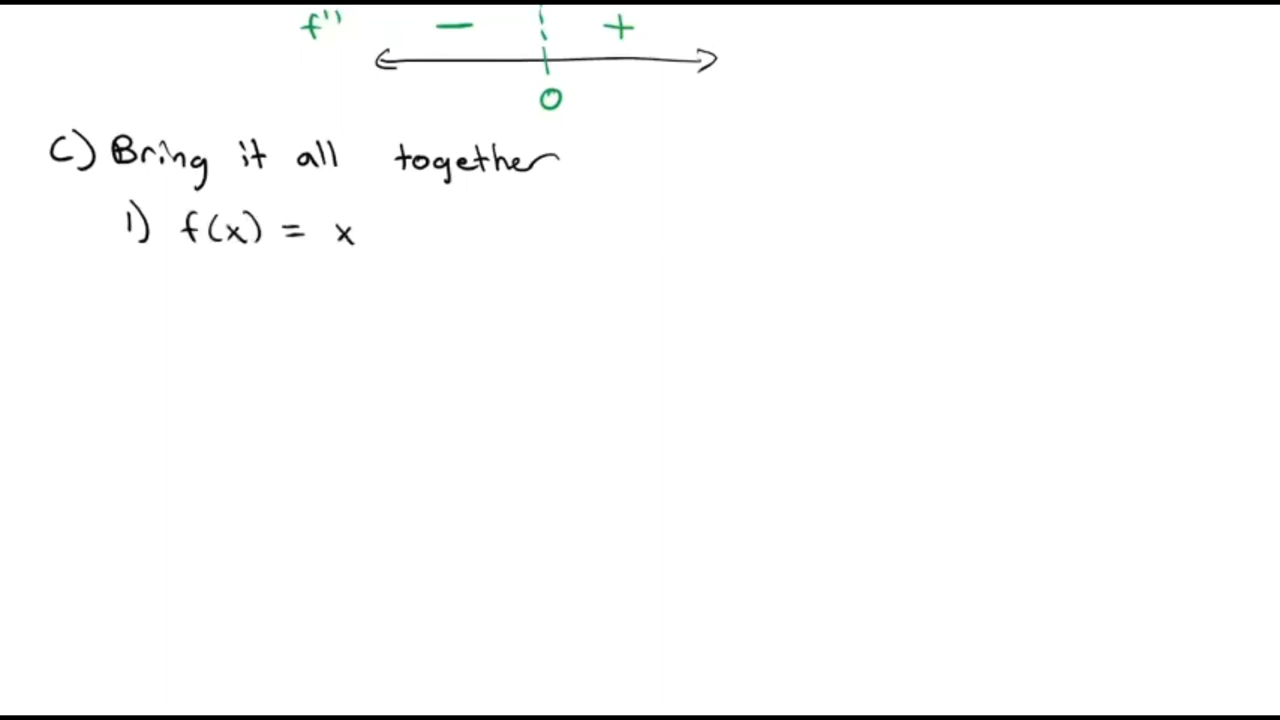 f'' − +
0
C) Bring it all together
1) f(x) = x